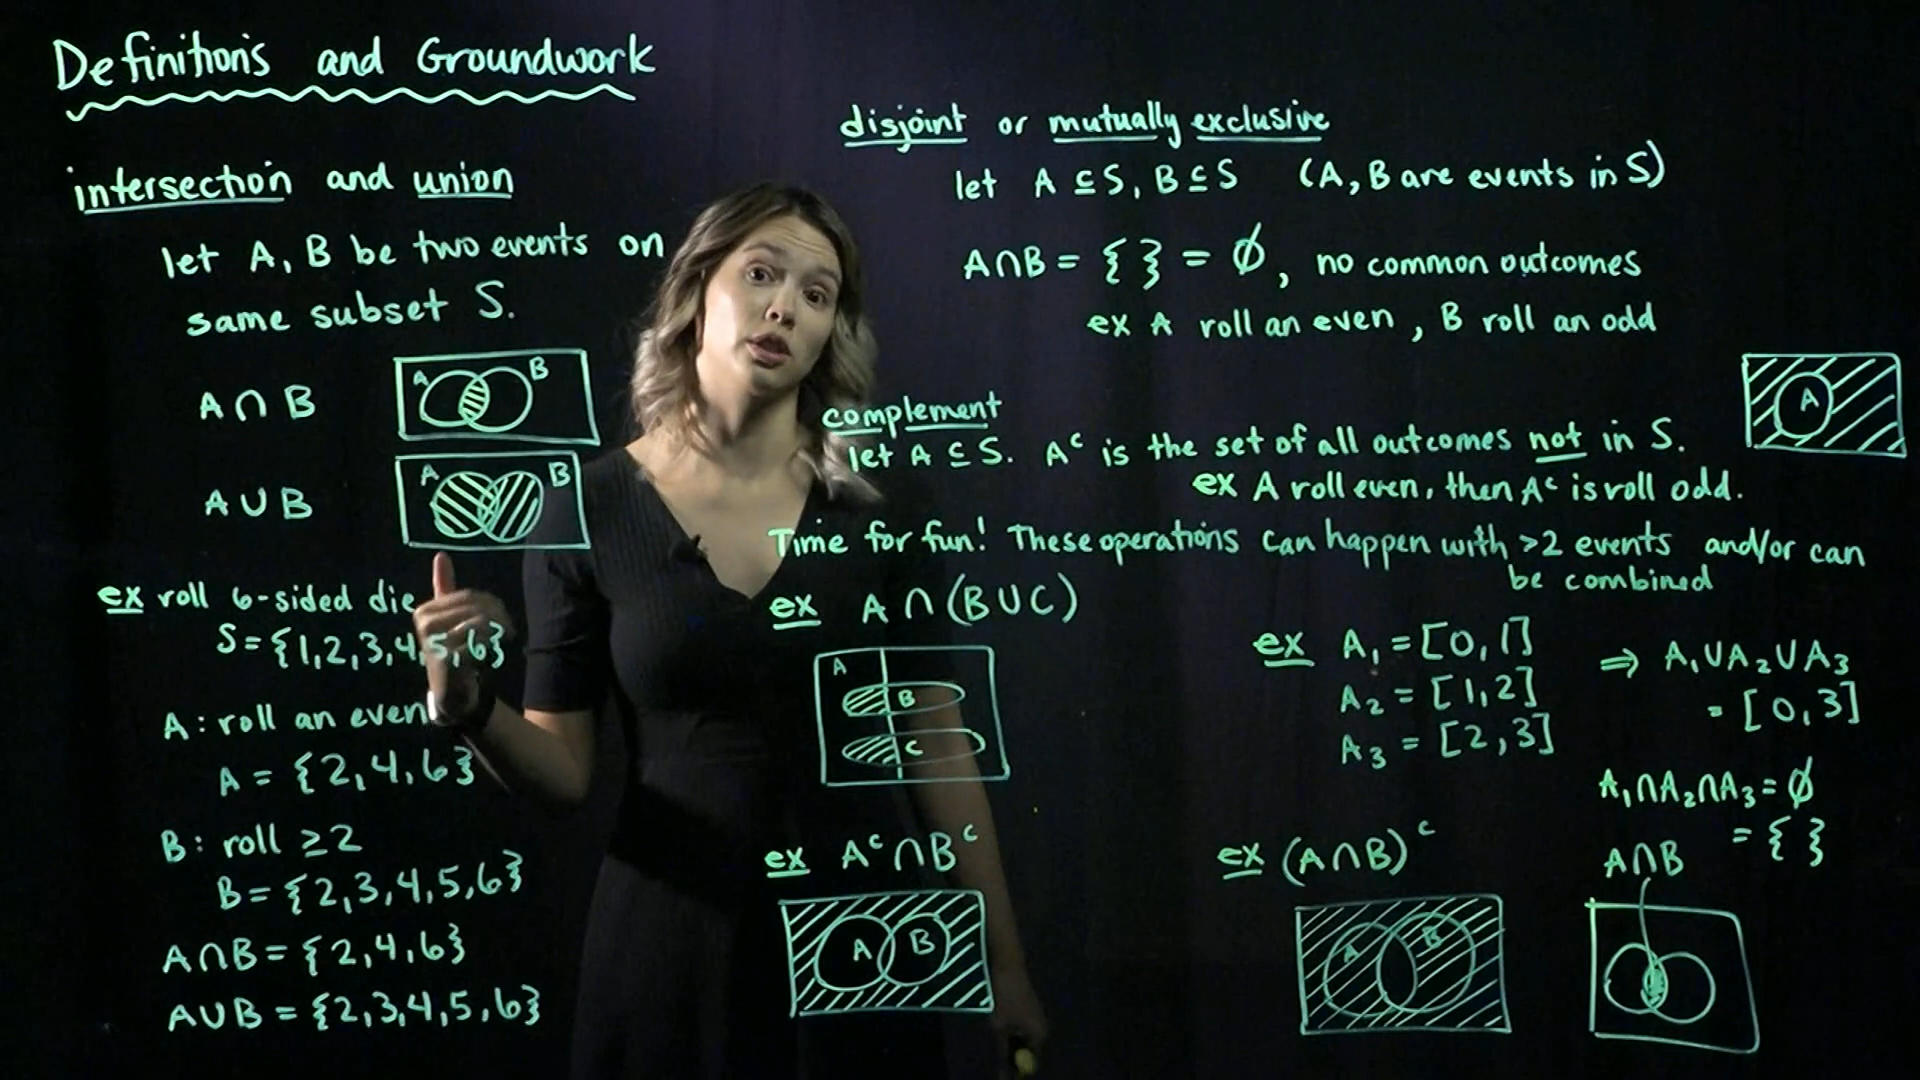 Definitions and Groundwork
intersection and union
let A, B be two events on
same subset S.
A ∩ B
A B
A ∪ B
A B
ex roll 6-sided die
S = {1,2,3,4,5,6}
A: roll an even
A = {2,4,6}
B: roll ≥2
B = {2,3,4,5,6}
A∩B = {2,4,6}
A∪B = {2,3,4,5,6}
disjoint or mutually exclusive
let A ⊆ S, B ⊆ S (A, B are events in S)
A∩B = { } = ∅, no common outcomes
ex A roll an even, B roll an odd
complement
let A ⊆ S. Aᶜ is the set of all outcomes not in S.
A
ex A roll even, then Aᶜ is roll odd.
Time for fun! These operations can happen with >2 events and/or can
be combined
ex A ∩ (B ∪ C)
A
B
C
ex A₁ = [0,1]
A₂ = [1,2]
A₃ = [2,3]
⇒ A₁∪A₂∪A₃
= [0,3]
A₁∩A₂∩A₃ = ∅
= { }
ex Aᶜ ∩ Bᶜ
A B
ex (A ∩ B)ᶜ
A B
A∩B